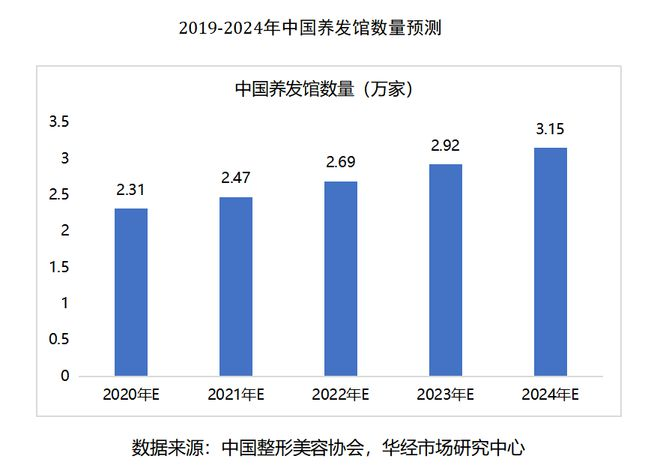 2019-2024年中国养发馆数量预测
中国养发馆数量（万家）
3.5
3
2.5
2
1.5
1
0.5
0
2.31
2.47
2.69
2.92
3.15
2020年E
2021年E
2022年E
2023年E
2024年E
数据来源：中国整形美容协会，华经市场研究中心